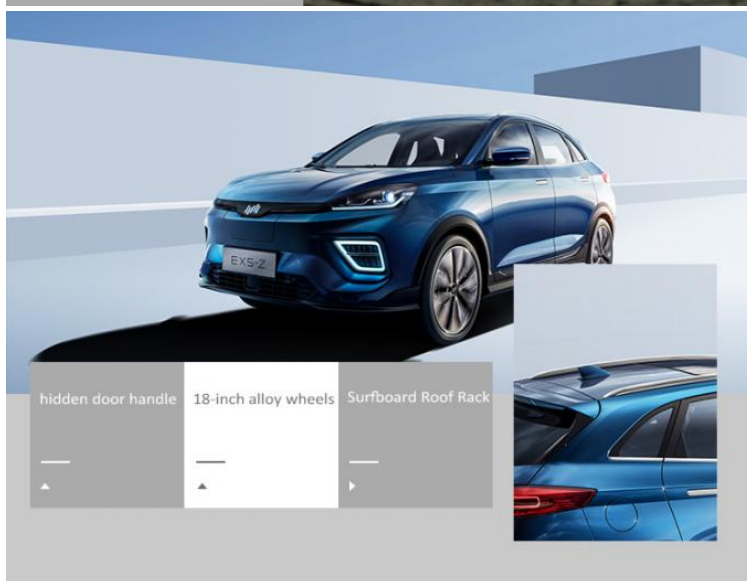 EX5-Z
hidden door handle
18-inch alloy wheels
Surfboard Roof Rack